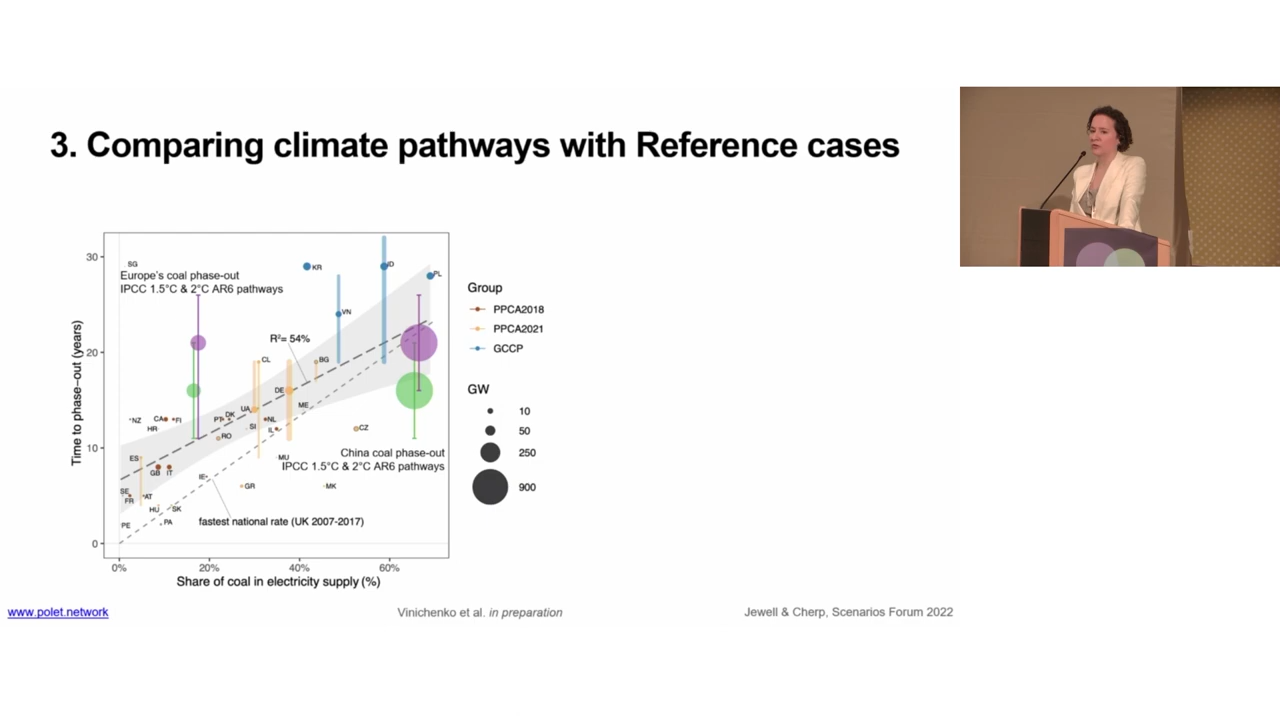 3. Comparing climate pathways with Reference cases
Time to phase-out (years)
30
20
10
0
SG
Europe's coal phase-out
IPCC 1.5°C & 2°C AR6 pathways
KR
ID
PL
VN
R²= 54%
CL
BG
DE
ME
UA
NZ
CA
FI
HR
PT
DK
NL
SI
IL
RO
CZ
China coal phase-out
IPCC 1.5°C & 2°C AR6 pathways
ES
GB
IT
MU
IE
GR
MK
SE
FR
AT
HU
SK
PE
PA
fastest national rate (UK 2007-2017)
0%
20%
40%
60%
Share of coal in electricity supply (%)
Group
PPCA2018
PPCA2021
GCCP
GW
10
50
250
900
www.polet.network
Vinichenko et al. in preparation
Jewell & Cherp, Scenarios Forum 2022